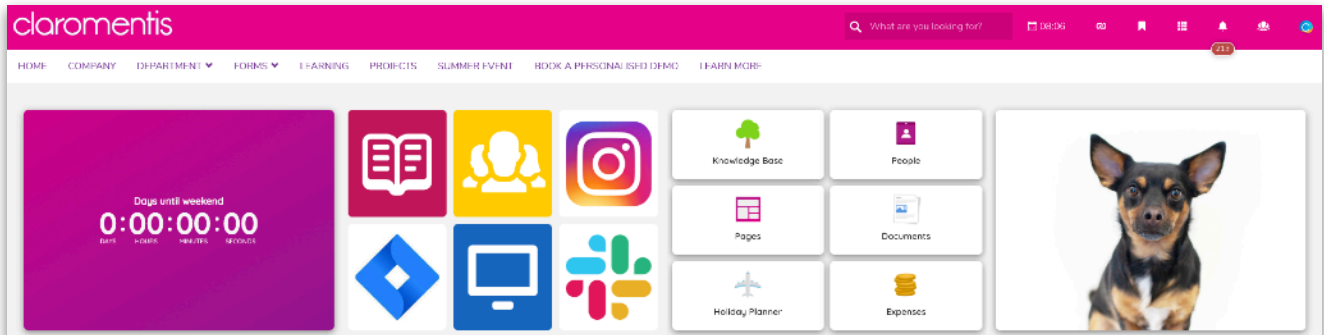 claromentis
What are you looking for?
08:06
213
HOME COMPANY DEPARTMENT FORMS LEARNING PROJECTS SUMMER EVENT BOOK A PERSONALISED DEMO LEARN MORE
Days until weekend
0:00:00:00
DAYS HOURS MINUTES SECONDS
Knowledge Base
People
Pages
Documents
Holiday Planner
Expenses